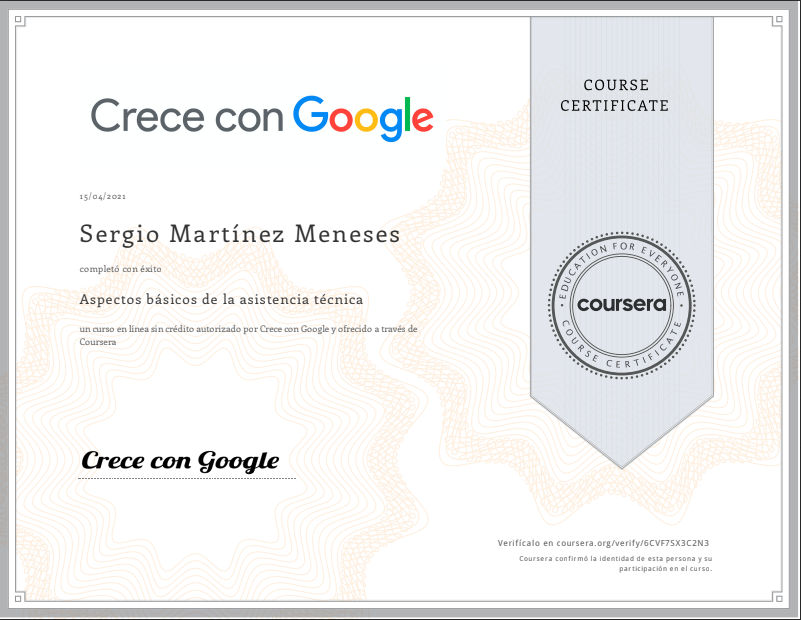 Crece con Google
COURSE
CERTIFICATE
15/04/2021
Sergio Martínez Meneses
completó con éxito
Aspectos básicos de la asistencia técnica
un curso en línea sin crédito autorizado por Crece con Google y ofrecido a través de
Coursera
EDUCATION FOR EVERYONE
coursera
COURSE CERTIFICATE
Crece con Google
Verifícalo en coursera.org/verify/6CVF7SX3C2N3
Coursera confirmó la identidad de esta persona y su
participación en el curso.